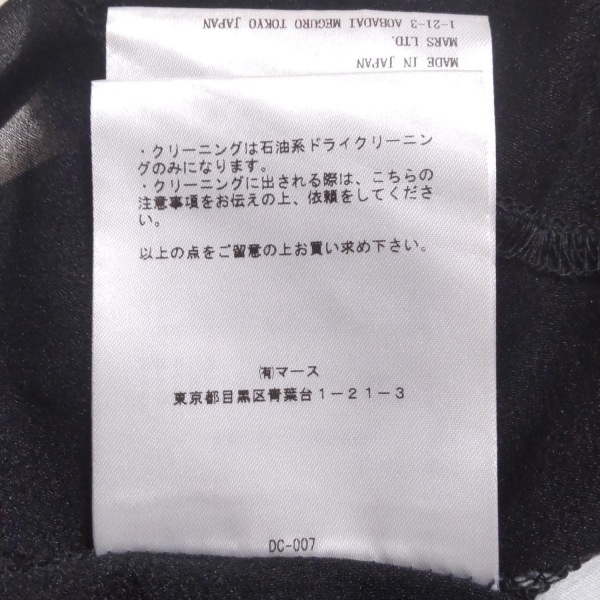 1-21-3 AOBADAI MEGURO TOKYO JAPAN
MARS LTD.
MADE IN JAPAN
・クリーニングは石油系ドライクリーニン
グのみになります。
・クリーニングに出される際は、こちらの
注意事項をお伝えの上、依頼をしてくださ
い。
以上の点をご留意の上お買い求め下さい。
㈲マース
東京都目黒区青葉台1－21－3
DC-007